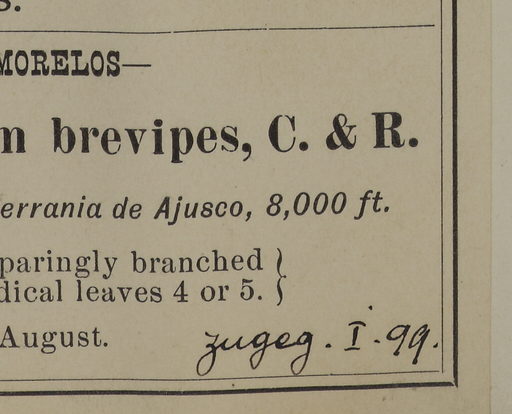 s.
MORELOS—
m brevipes, C. & R.
errania de Ajusco, 8,000 ft.
paringly branched }
dical leaves 4 or 5. }
August.
zugeg. I. 99.